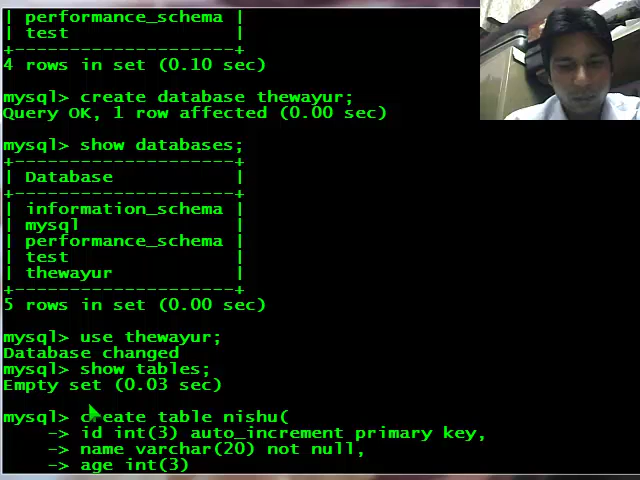 | performance_schema |
| test               |
+--------------------+
4 rows in set (0.10 sec)
mysql> create database thewayur;
Query OK, 1 row affected (0.00 sec)
mysql> show databases;
+--------------------+
| Database           |
+--------------------+
| information_schema |
| mysql              |
| performance_schema |
| test               |
| thewayur           |
+--------------------+
5 rows in set (0.00 sec)
mysql> use thewayur;
Database changed
mysql> show tables;
Empty set (0.03 sec)
mysql> create table nishu(
    -> id int(3) auto_increment primary key,
    -> name varchar(20) not null,
    -> age int(3)